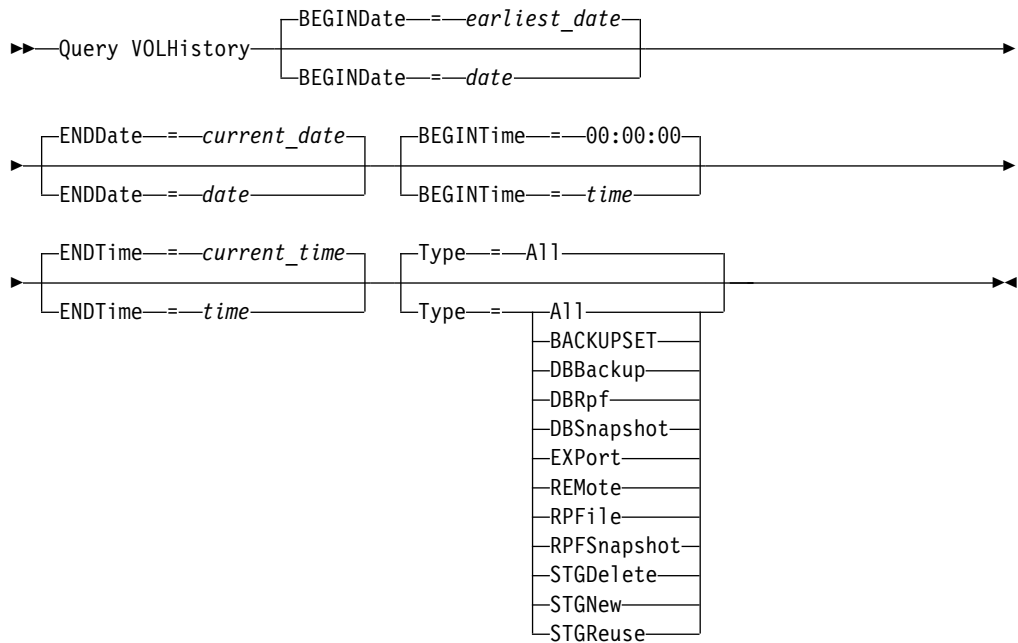 BEGINDate = earliest_date
Query VOLHistory
BEGINDate = date
ENDDate = current_date BEGINTime = 00:00:00
ENDDate = date BEGINTime = time
ENDTime = current_time Type = All
ENDTime = time Type = All
BACKUPSET
DBBackup
DBRpf
DBSnapshot
EXPort
REMote
RPFile
RPFSnapshot
STGDelete
STGNew
STGReuse